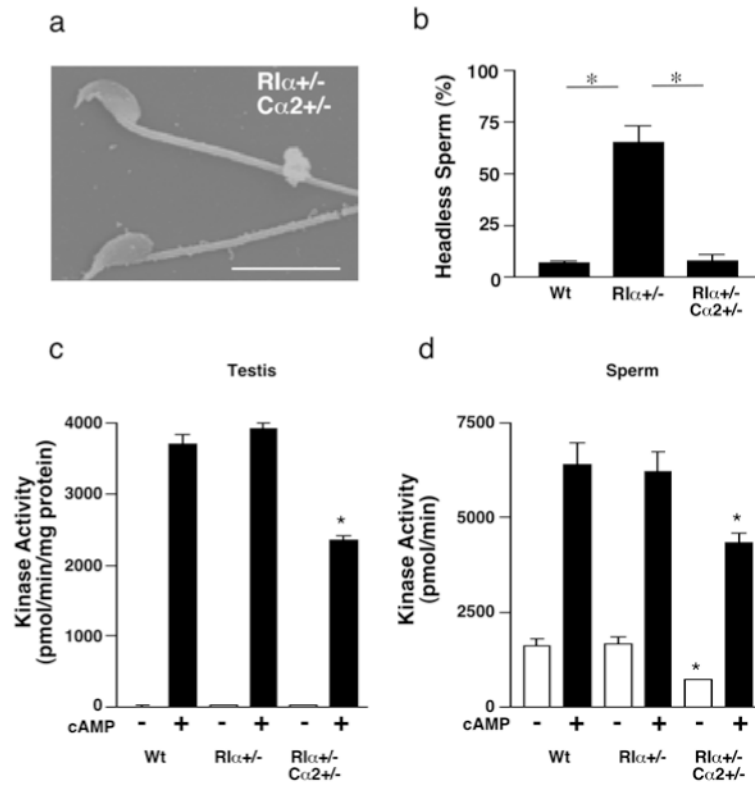 a
RIα+/-
Cα2+/-
b
Headless Sperm (%)
100
75
50
25
0
*
*
Wt
RIα+/-
RIα+/-
Cα2+/-
c
Testis
Kinase Activity
(pmol/min/mg protein)
4000
3000
2000
1000
0
*
cAMP - + - + - +
Wt
RIα+/-
RIα+/-
Cα2+/-
d
Sperm
Kinase Activity
(pmol/min)
7500
5000
2500
0
*
*
cAMP - + - + - +
Wt
RIα+/-
RIα+/-
Cα2+/-